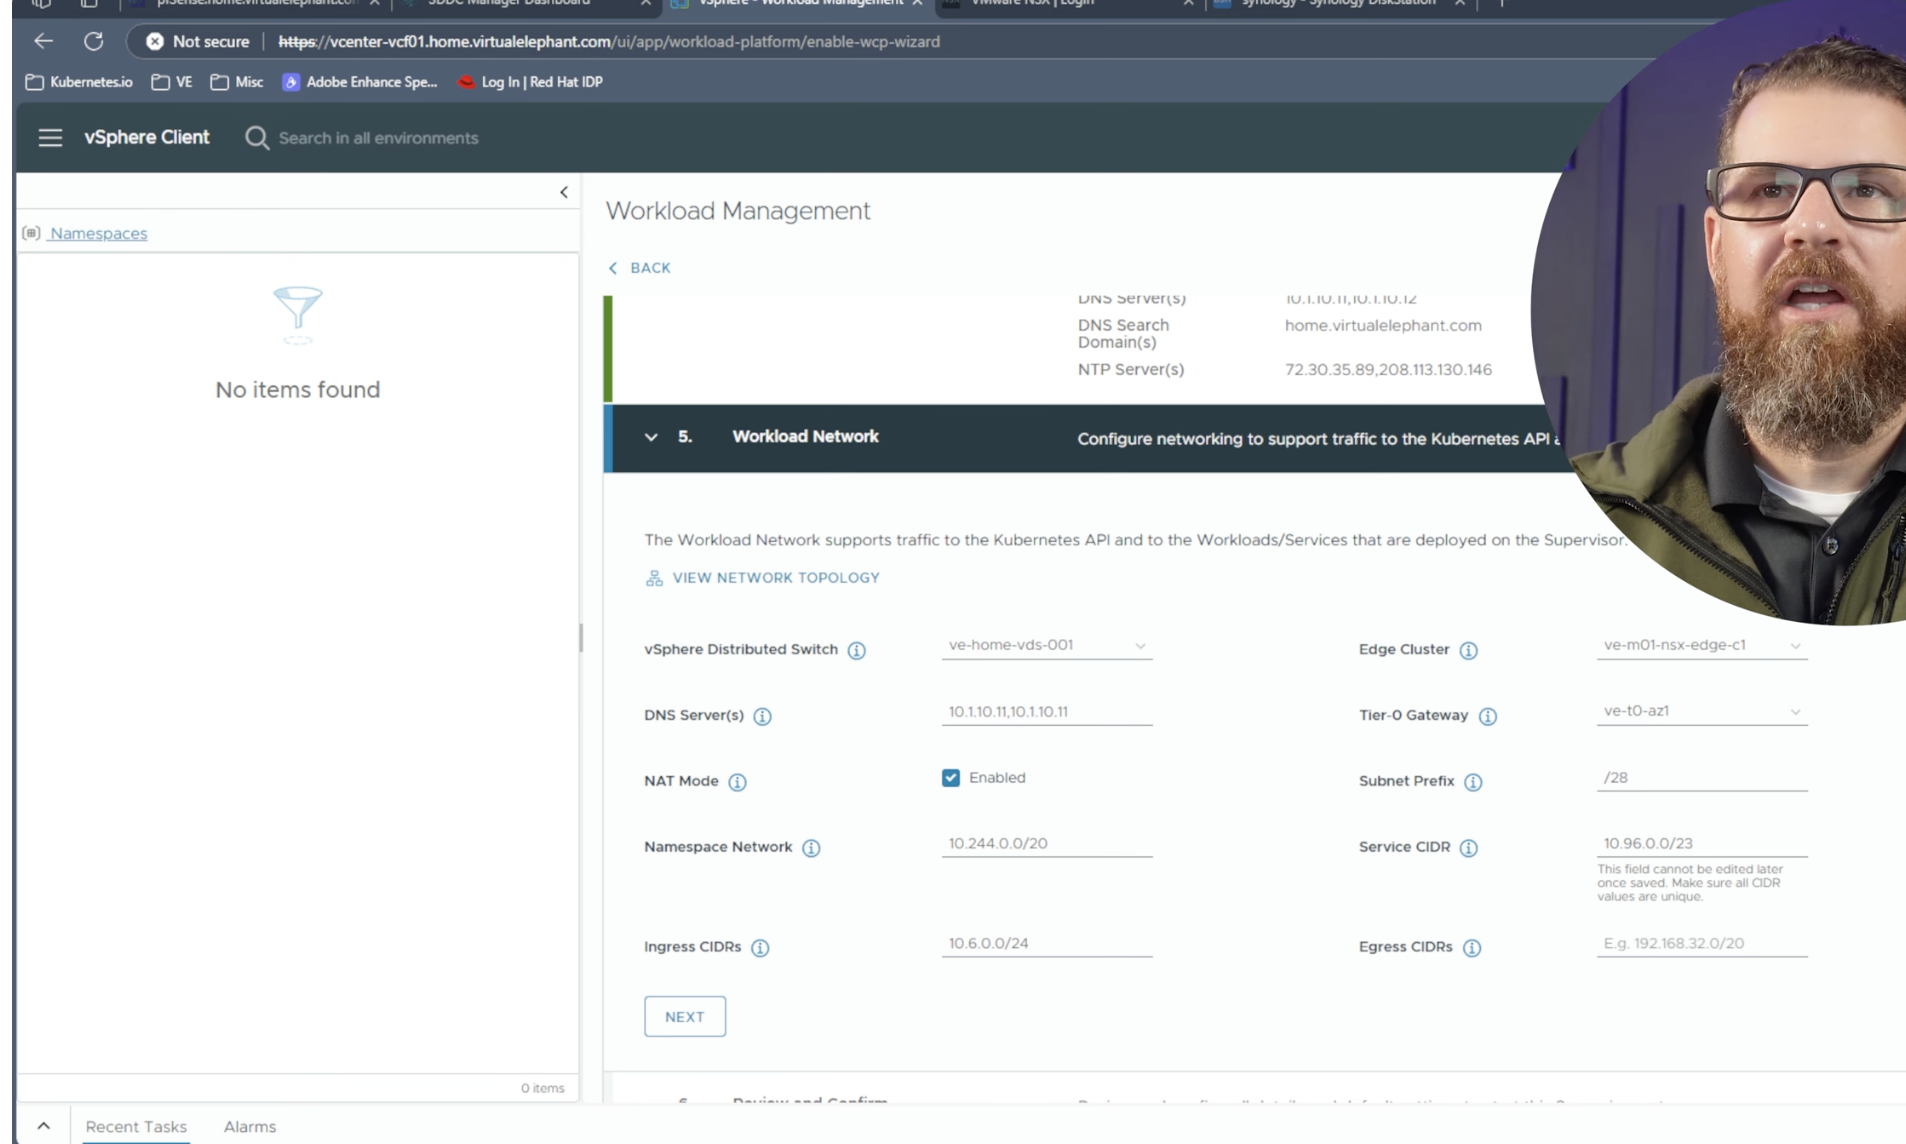 pfSense.home.virtualelephant.com
SDDC Manager Dashboard
vSphere - Workload Management
VMware NSX | Login
synology - Synology DiskStation
Not secure
https://vcenter-vcf01.home.virtualelephant.com/ui/app/workload-platform/enable-wcp-wizard
Kubernetes.io
VE
Misc
Adobe Enhance Spe...
Log In | Red Hat IDP
vSphere Client
Search in all environments
Namespaces
No items found
0 items
Workload Management
BACK
DNS Server(s) 10.1.10.11,10.1.10.12
DNS Search home.virtualelephant.com
Domain(s)
NTP Server(s) 72.30.35.89,208.113.130.146
5. Workload Network Configure networking to support traffic to the Kubernetes API
The Workload Network supports traffic to the Kubernetes API and to the Workloads/Services that are deployed on the Supervisor.
VIEW NETWORK TOPOLOGY
vSphere Distributed Switch ve-home-vds-001 Edge Cluster ve-m01-nsx-edge-c1
DNS Server(s) 10.1.10.11,10.1.10.11 Tier-0 Gateway ve-t0-az1
NAT Mode Enabled Subnet Prefix /28
Namespace Network 10.244.0.0/20 Service CIDR 10.96.0.0/23
This field cannot be edited later
once saved. Make sure all CIDR
values are unique.
Ingress CIDRs 10.6.0.0/24 Egress CIDRs E.g. 192.168.32.0/20
NEXT
6. Review and Confirm
Recent Tasks Alarms